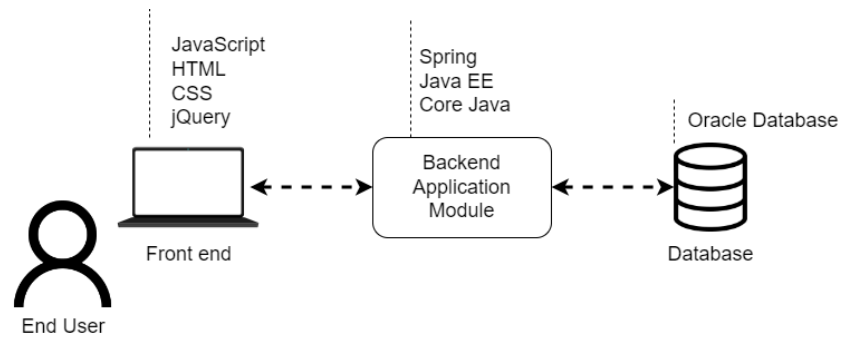 JavaScript
HTML
CSS
jQuery
Spring
Java EE
Core Java
Oracle Database
Backend
Application
Module
Front end
Database
End User